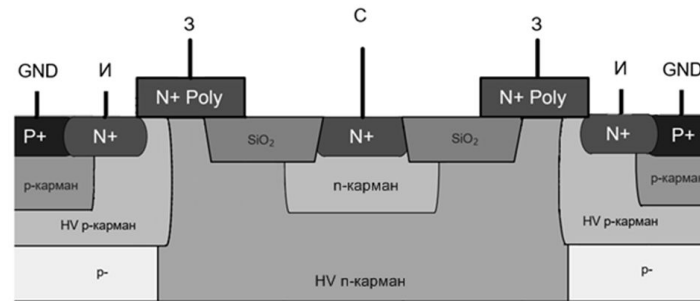 З С З
GND И И GND
N+ Poly N+ Poly
P+ N+ SiO₂ N+ SiO₂ N+ P+
р-карман п-карман р-карман
HV р-карман HV р-карман
р- HV п-карман р-